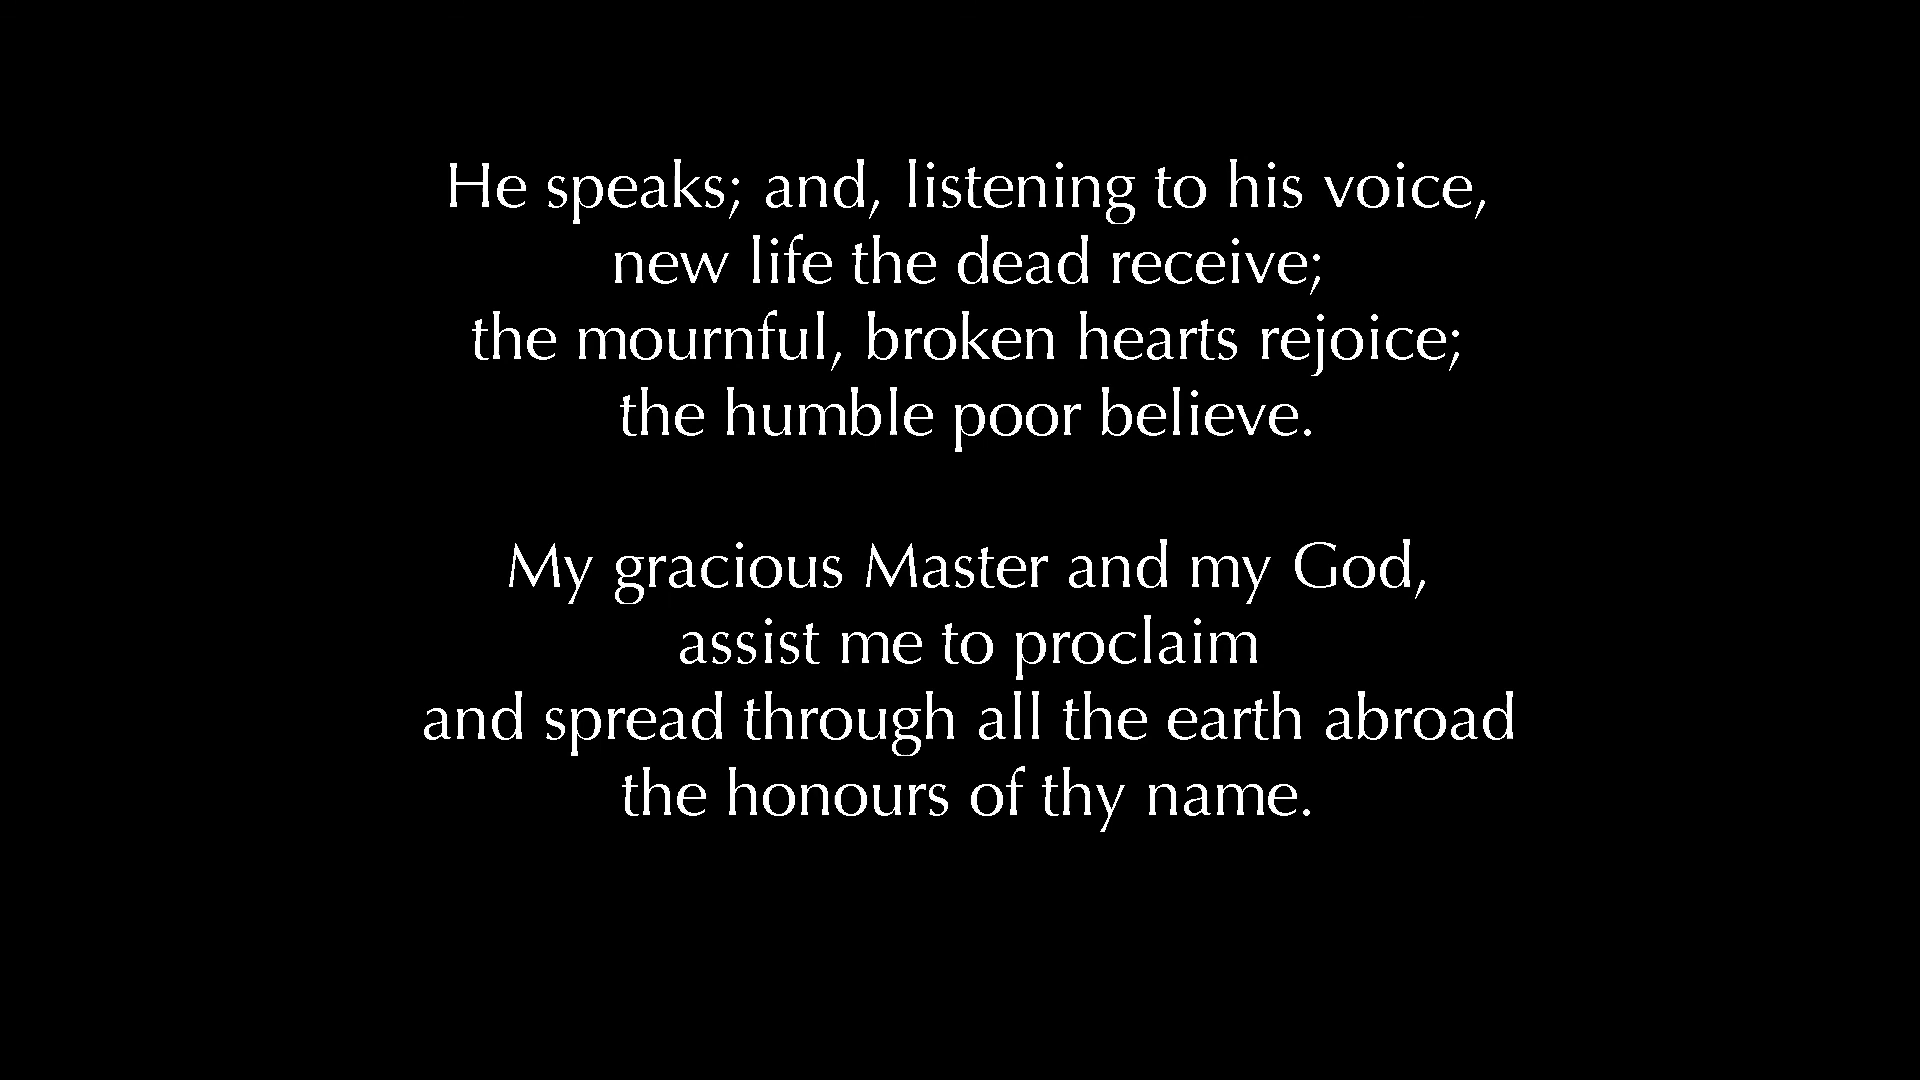 He speaks; and, listening to his voice,
new life the dead receive;
the mournful, broken hearts rejoice;
the humble poor believe.
My gracious Master and my God,
assist me to proclaim
and spread through all the earth abroad
the honours of thy name.